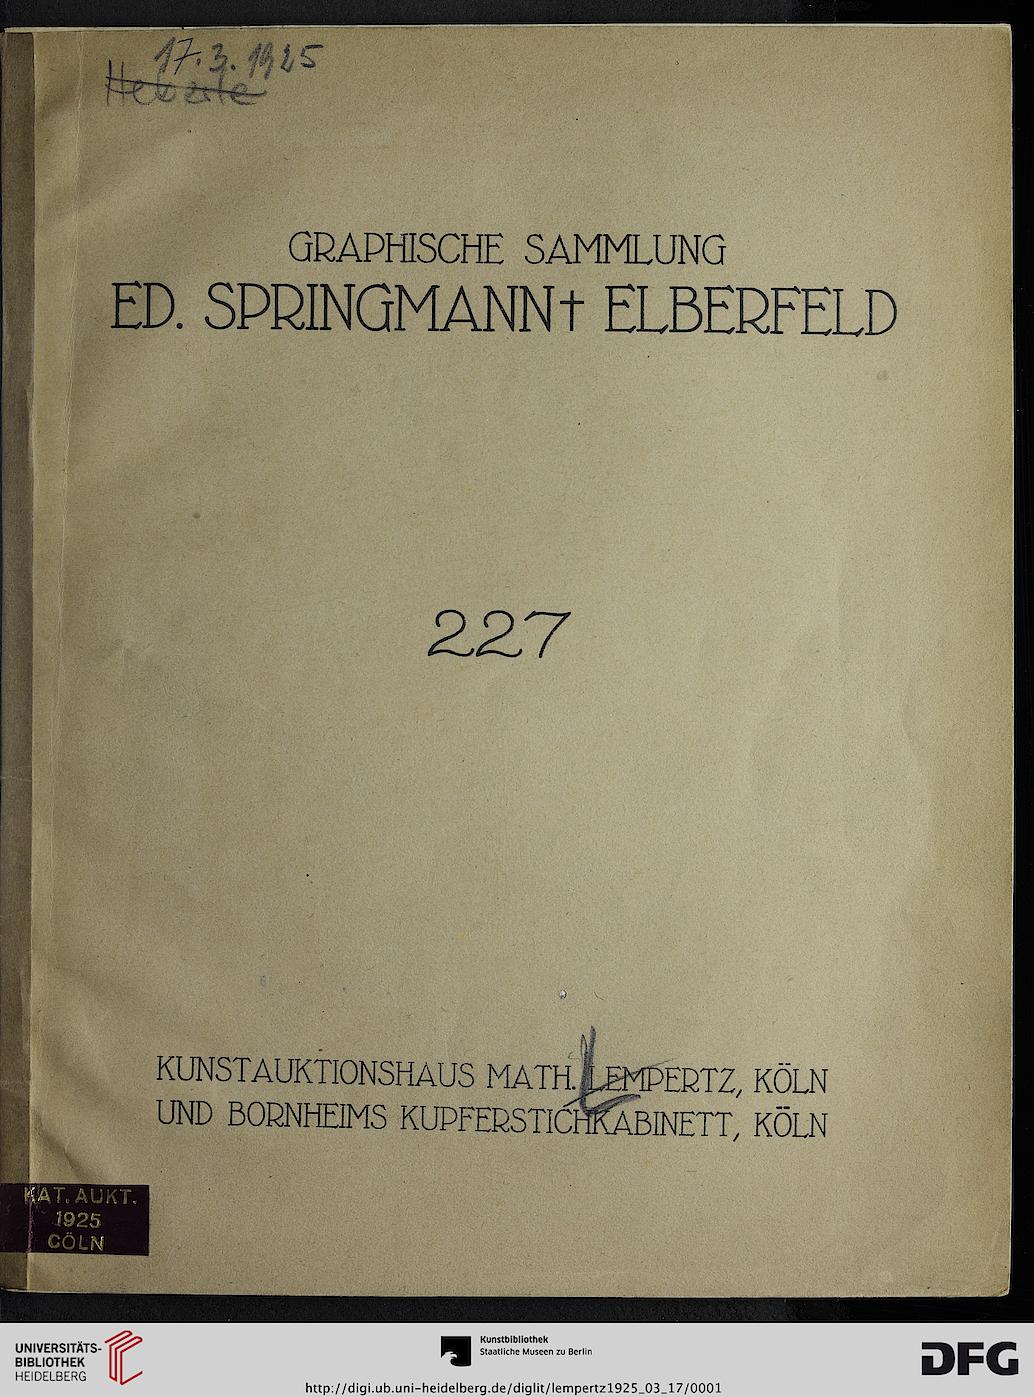 17.3.1925
Heberle
GRAPHISCHE SAMMLUNG
ED. SPRINGMANN† ELBERFELD
227
KUNSTAUKTIONSHAUS MATH. LEMPERTZ, KÖLN
UND BORNHEIMS KUPFERSTICHKABINETT, KÖLN
KAT. AUKT.
1925
CÖLN
UNIVERSITÄTS-
BIBLIOTHEK
HEIDELBERG
Kunstbibliothek
Staatliche Museen zu Berlin
DFG
http://digi.ub.uni-heidelberg.de/diglit/lempertz1925_03_17/0001